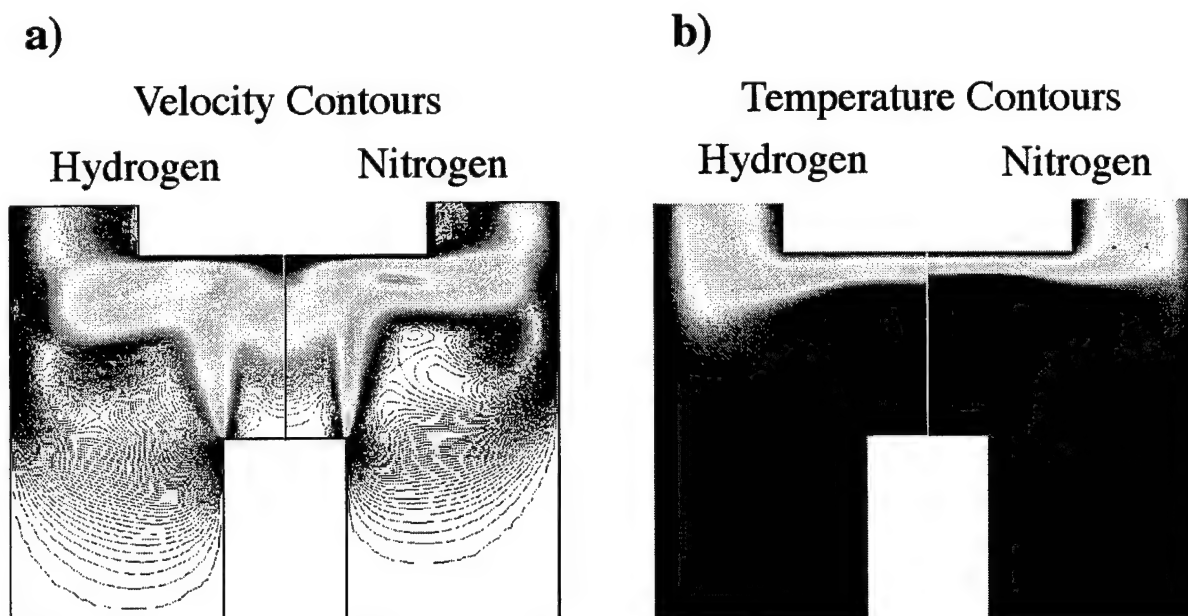 a)
Velocity Contours
Hydrogen Nitrogen
b)
Temperature Contours
Hydrogen Nitrogen